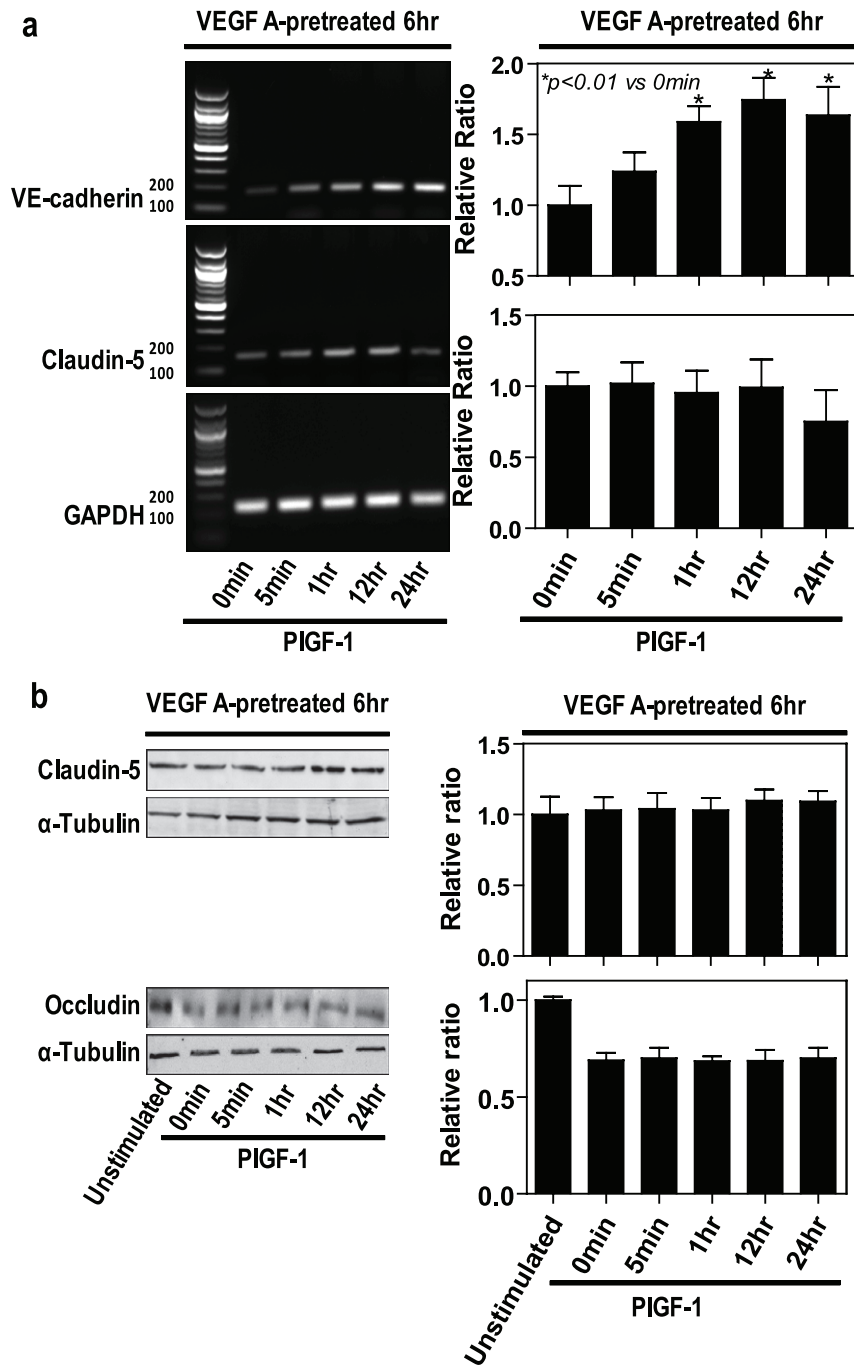 a
VEGF A-pretreated 6hr
VE-cadherin
200
100
Claudin-5
200
100
GAPDH
200
100
0min 5min 1hr 12hr 24hr
PIGF-1
VEGF A-pretreated 6hr
*p<0.01 vs 0min
* * *
Relative Ratio
2.0
1.5
1.0
0.5
Relative Ratio
1.5
1.0
0.5
0.0
0min 5min 1hr 12hr 24hr
PIGF-1
b
VEGF A-pretreated 6hr
Claudin-5
α-Tubulin
Occludin
α-Tubulin
Unstimulated 0min 5min 1hr 12hr 24hr
PIGF-1
VEGF A-pretreated 6hr
Relative ratio
1.5
1.0
0.5
0.0
Relative ratio
1.0
0.5
0.0
Unstimulated 0min 5min 1hr 12hr 24hr
PIGF-1